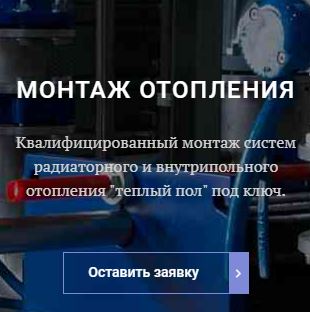 МОНТАЖ ОТОПЛЕНИЯ
Квалифицированный монтаж систем
радиаторного и внутрипольного
отопления "теплый пол" под ключ.
Оставить заявку